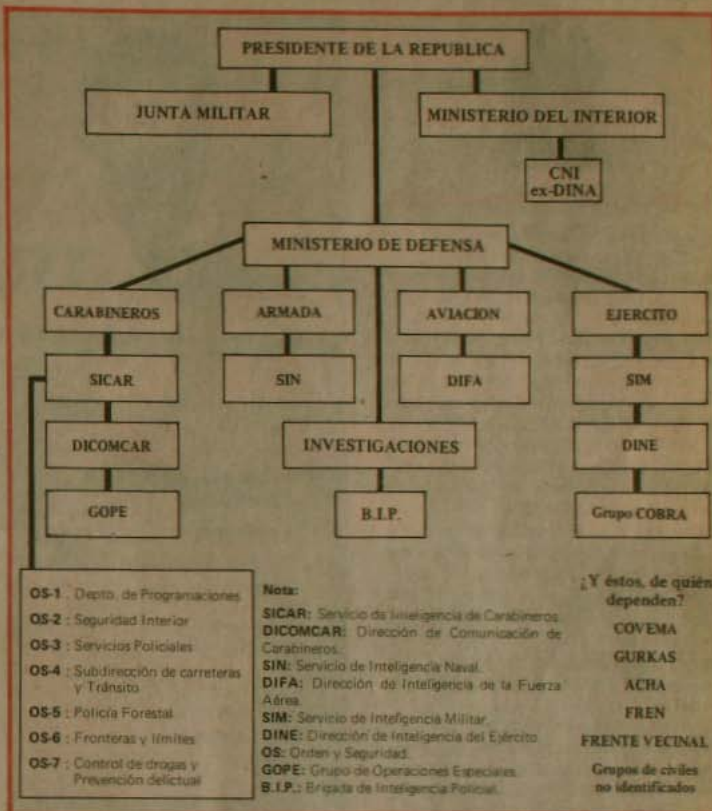 PRESIDENTE DE LA REPUBLICA
JUNTA MILITAR
MINISTERIO DEL INTERIOR
CNI
ex-DINA
MINISTERIO DE DEFENSA
CARABINEROS
ARMADA
AVIACION
EJERCITO
SICAR
SIN
DIFA
SIM
DICOMCAR
INVESTIGACIONES
DINE
GOPE
B.I.P.
Grupo COBRA
OS-1 : Depto. de Programaciones
OS-2 : Seguridad Interior
OS-3 : Servicios Policiales
OS-4 : Subdirección de carreteras
y Tránsito
OS-5 : Policía Forestal
OS-6 : Fronteras y límites
OS-7 : Control de drogas y
Prevención delictual
Nota:
SICAR: Servicio de Inteligencia de Carabineros
DICOMCAR: Dirección de Comunicación de
Carabineros.
SIN: Servicio de Inteligencia Naval.
DIFA: Dirección de Inteligencia de la Fuerza
Aérea.
SIM: Servicio de Inteligencia Militar.
DINE: Dirección de Inteligencia del Ejército
OS: Orden y Seguridad.
GOPE: Grupo de Operaciones Especiales.
B.I.P.: Brigada de Inteligencia Policial.
¿Y éstos, de quién
dependen?
COVEMA
GURKAS
ACHA
FREN
FRENTE VECINAL
Grupos de civiles
no identificados